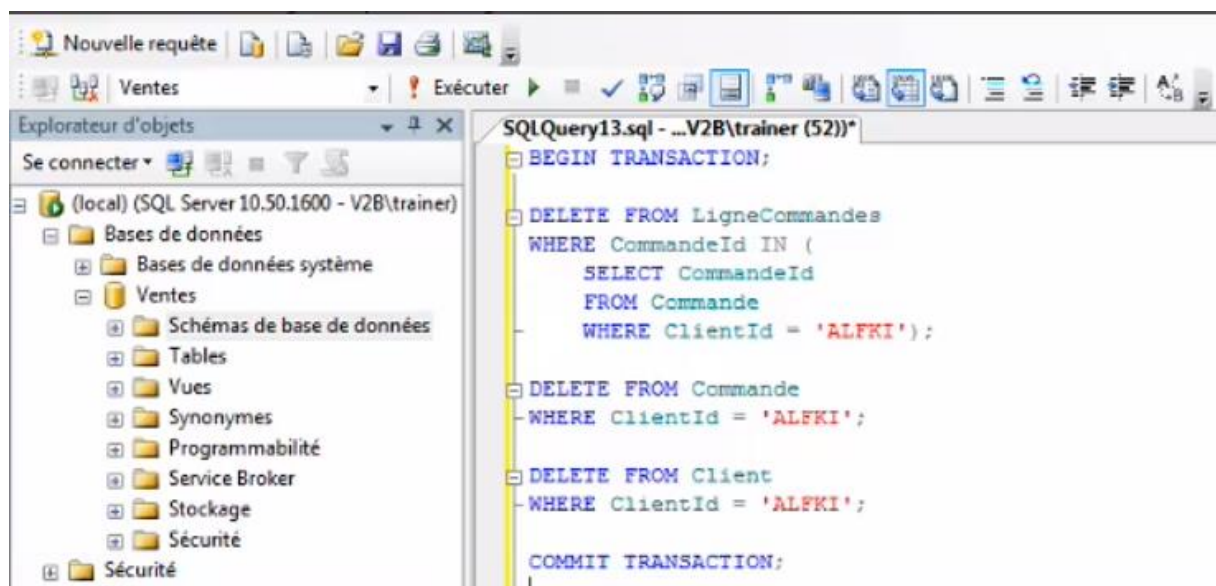 Nouvelle requête
Ventes
Exécuter
Explorateur d'objets
SQLQuery13.sql - ...V2B\trainer (52))*
Se connecter
(local) (SQL Server 10.50.1600 - V2B\trainer)
Bases de données
Bases de données système
Ventes
Schémas de base de données
Tables
Vues
Synonymes
Programmabilité
Service Broker
Stockage
Sécurité
Sécurité
BEGIN TRANSACTION;
DELETE FROM LigneCommandes
WHERE CommandeId IN (
SELECT CommandeId
FROM Commande
WHERE ClientId = 'ALFKI');
DELETE FROM Commande
WHERE ClientId = 'ALFKI';
DELETE FROM Client
WHERE ClientId = 'ALFKI';
COMMIT TRANSACTION;